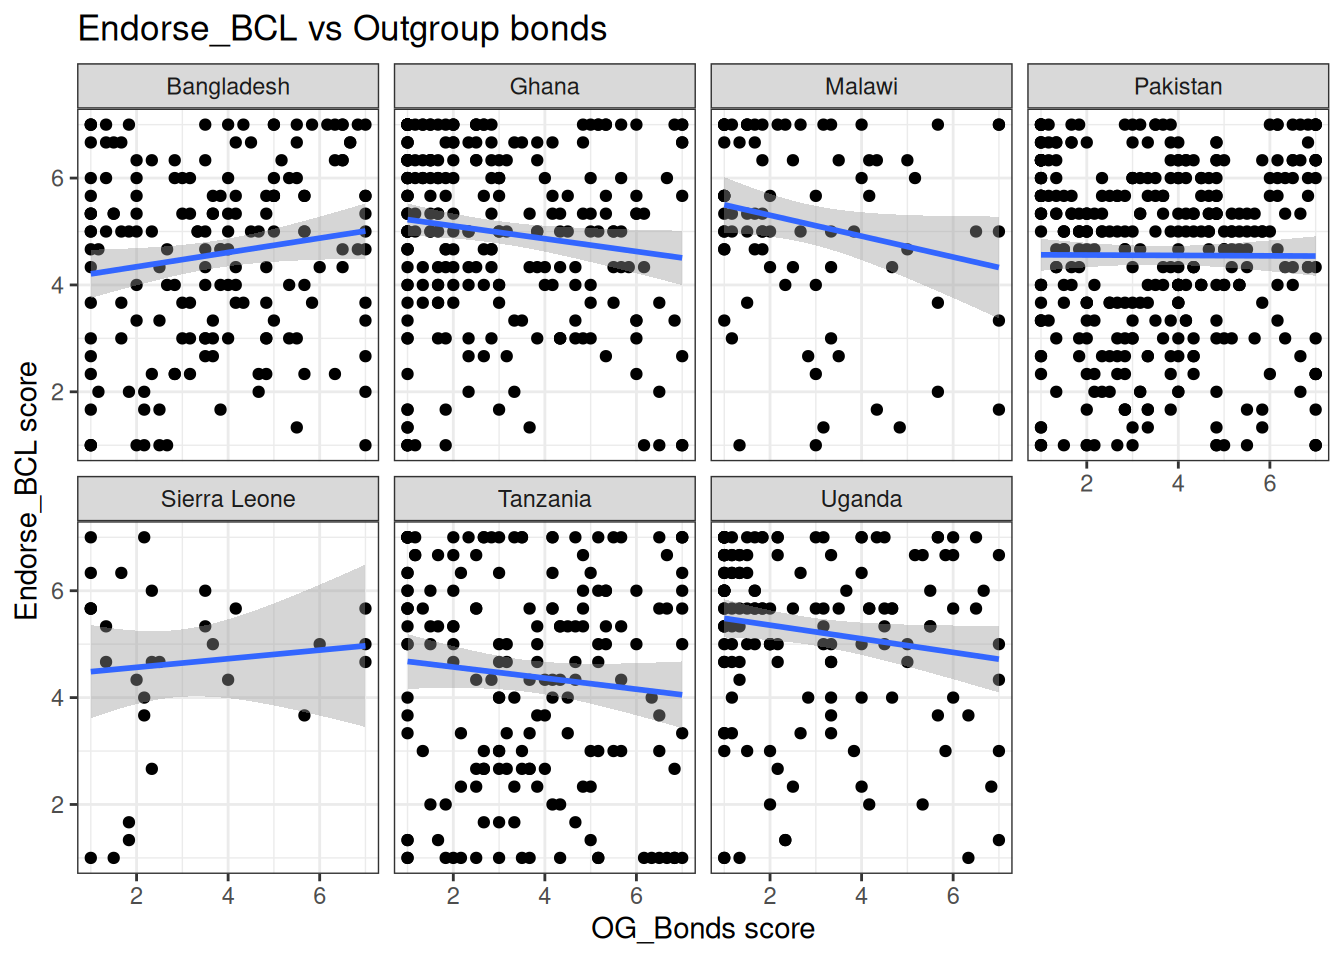 Endorse_BCL vs Outgroup bonds
Bangladesh
Ghana
Malawi
Pakistan
6
4
2
2 4 6
Sierra Leone
Tanzania
Uganda
6
4
2
2 4 6
2 4 6
2 4 6
Endorse_BCL score
OG_Bonds score